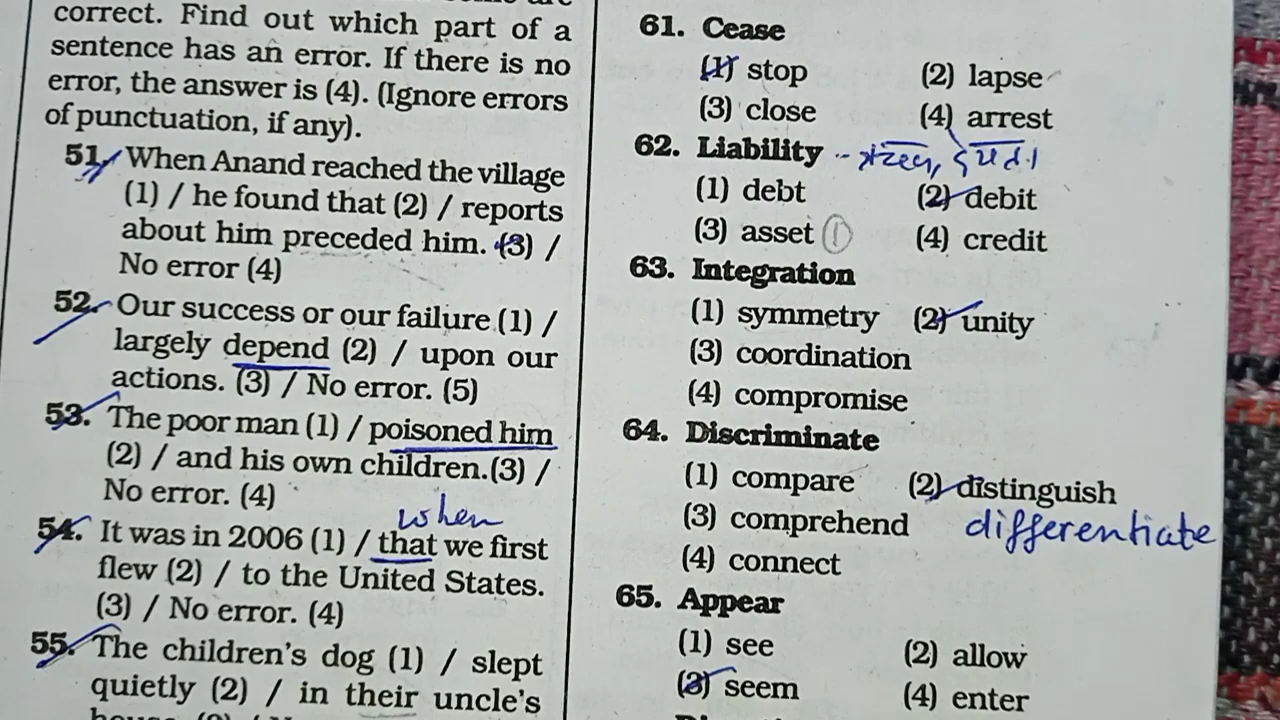 correct. Find out which part of a
sentence has an error. If there is no
error, the answer is (4). (Ignore errors
of punctuation, if any).
51. When Anand reached the village
(1) / he found that (2) / reports
about him preceded him. (3) /
No error (4)
52. Our success or our failure (1) /
largely depend (2) / upon our
actions. (3) / No error. (5)
53. The poor man (1) / poisoned him
(2) / and his own children.(3) /
No error. (4)
when
54. It was in 2006 (1) / that we first
flew (2) / to the United States.
(3) / No error. (4)
55. The children's dog (1) / slept
quietly (2) / in their uncle's
61. Cease
(1) stop (2) lapse
(3) close (4) arrest
62. Liability
(1) debt (2) debit
(3) asset (1) (4) credit
63. Integration
(1) symmetry (2) unity
(3) coordination
(4) compromise
64. Discriminate
(1) compare (2) distinguish
(3) comprehend differentiate
(4) connect
65. Appear
(1) see (2) allow
(3) seem (4) enter